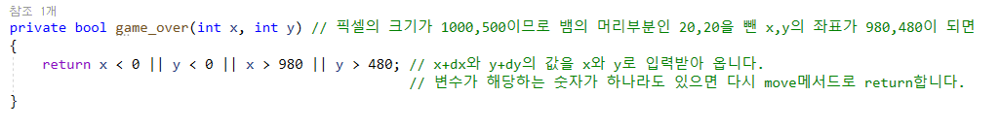 참조 1개
private bool game_over(int x, int y) // 픽셀의 크기가 1000,500이므로 뱀의 머리부분인 20,20을 뺀 x,y의 좌표가 980,480이 되면
{
return x < 0 || y < 0 || x > 980 || y > 480; // x+dx와 y+dy의 값을 x와 y로 입력받아 옵니다.
// 변수가 해당하는 숫자가 하나라도 있으면 다시 move메서드로 return합니다.
}